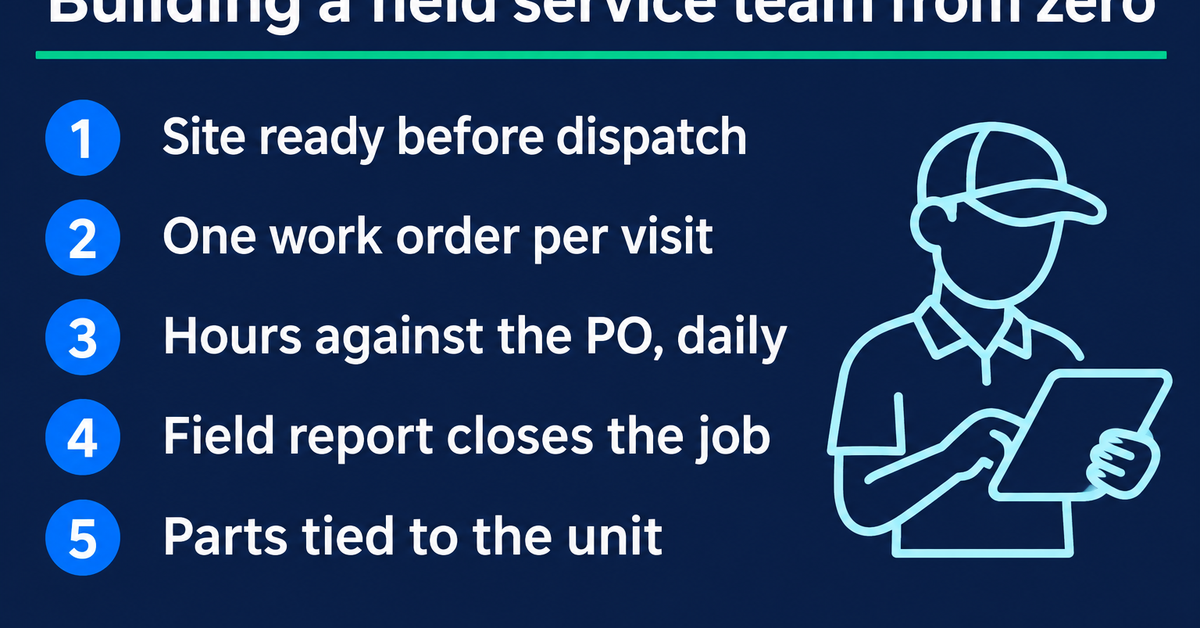 Building a field service team from zero
1 Site ready before dispatch
2 One work order per visit
3 Hours against the PO, daily
4 Field report closes the job
5 Parts tied to the unit